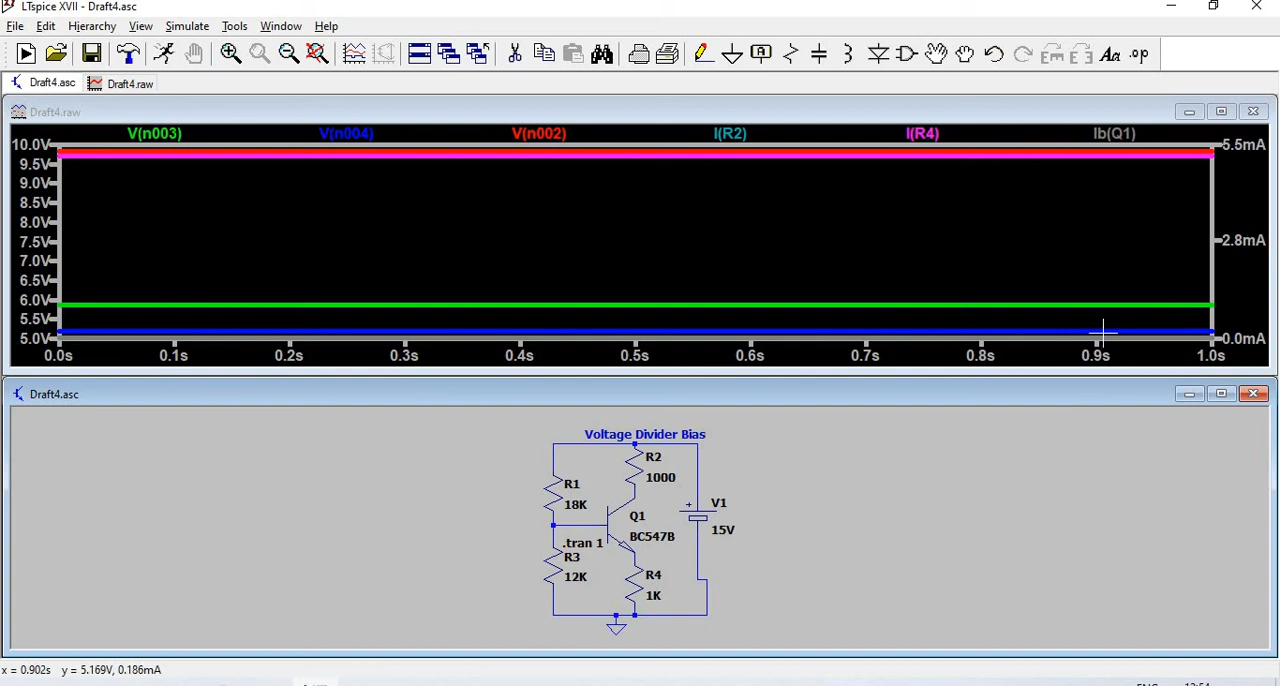 LTspice XVII - Draft4.asc
File Edit Hierarchy View Simulate Tools Window Help
Aa .op
Draft4.asc Draft4.raw
Draft4.raw
V(n003) V(n004) V(n002) I(R2) I(R4) Ib(Q1)
10.0V 5.5mA
9.5V
9.0V
8.5V
8.0V
7.5V 2.8mA
7.0V
6.5V
6.0V
5.5V
5.0V 0.0mA
0.0s 0.1s 0.2s 0.3s 0.4s 0.5s 0.6s 0.7s 0.8s 0.9s 1.0s
Draft4.asc
Voltage Divider Bias
R2
1000
R1
18K
V1
15V
Q1
BC547B
.tran 1
R3
12K
R4
1K
x = 0.902s y = 5.169V, 0.186mA